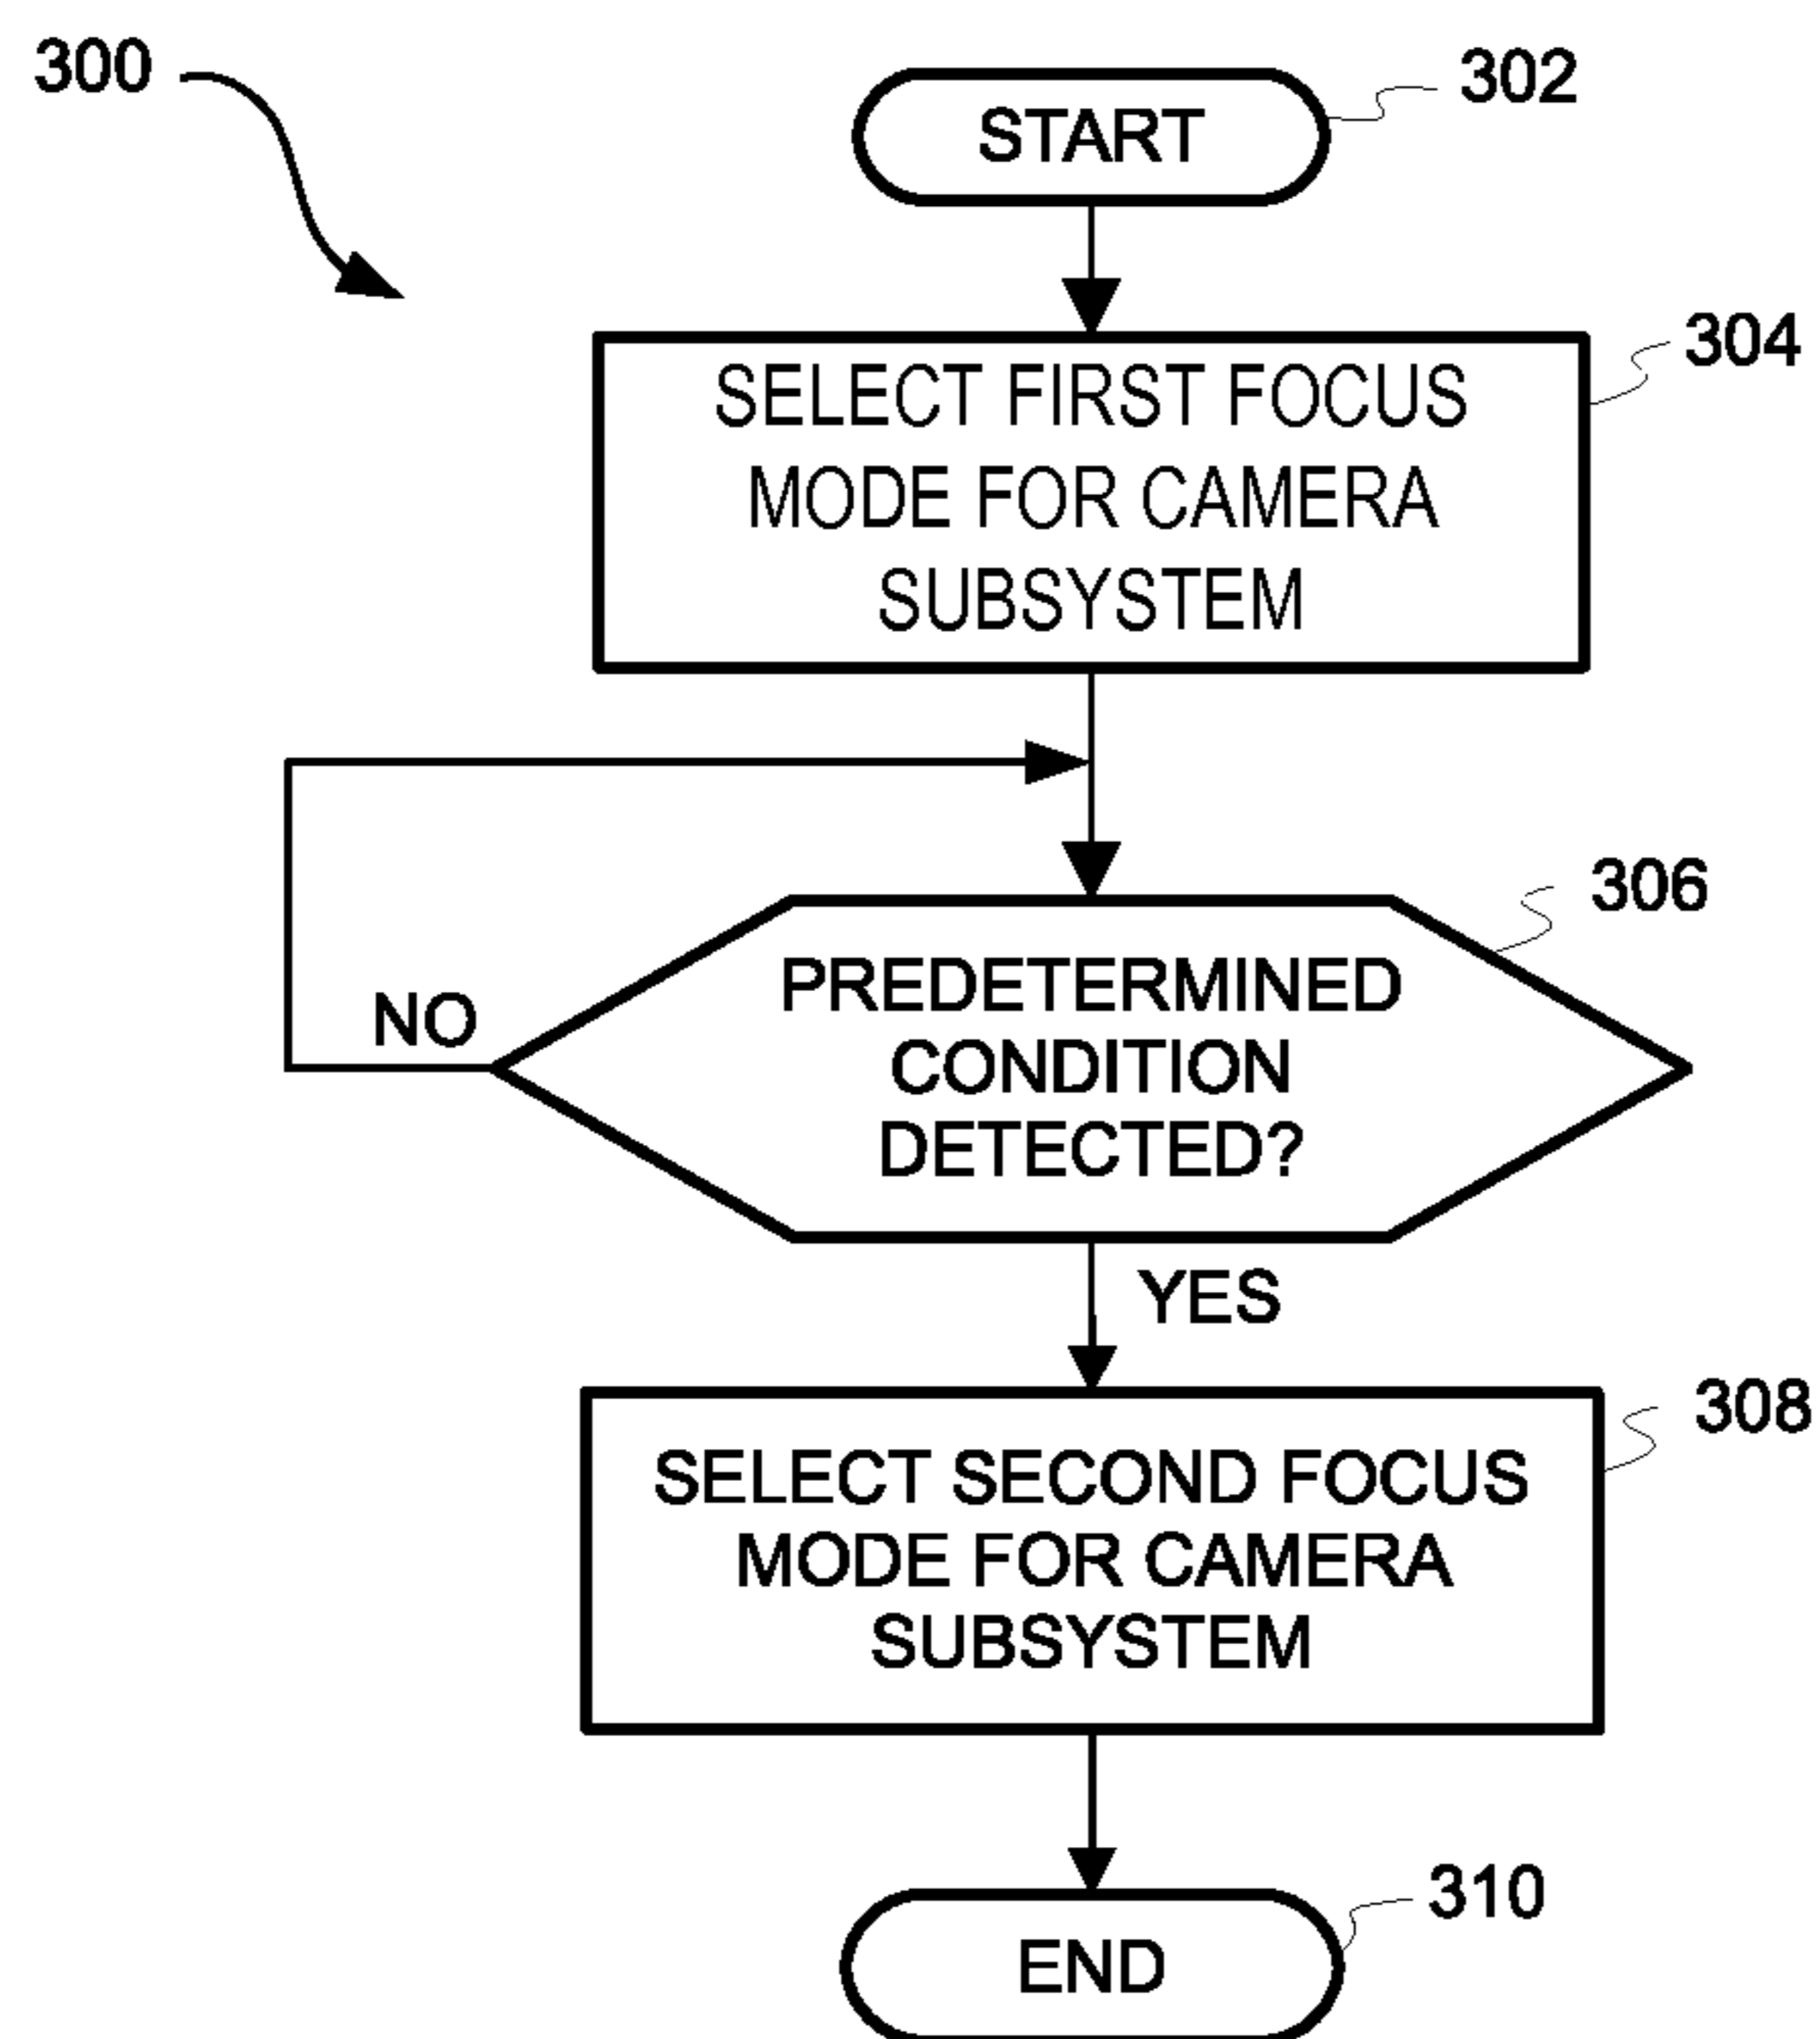 300
START
302
SELECT FIRST FOCUS
MODE FOR CAMERA
SUBSYSTEM
304
PREDETERMINED
CONDITION
DETECTED?
306
NO
YES
SELECT SECOND FOCUS
MODE FOR CAMERA
SUBSYSTEM
308
END
310